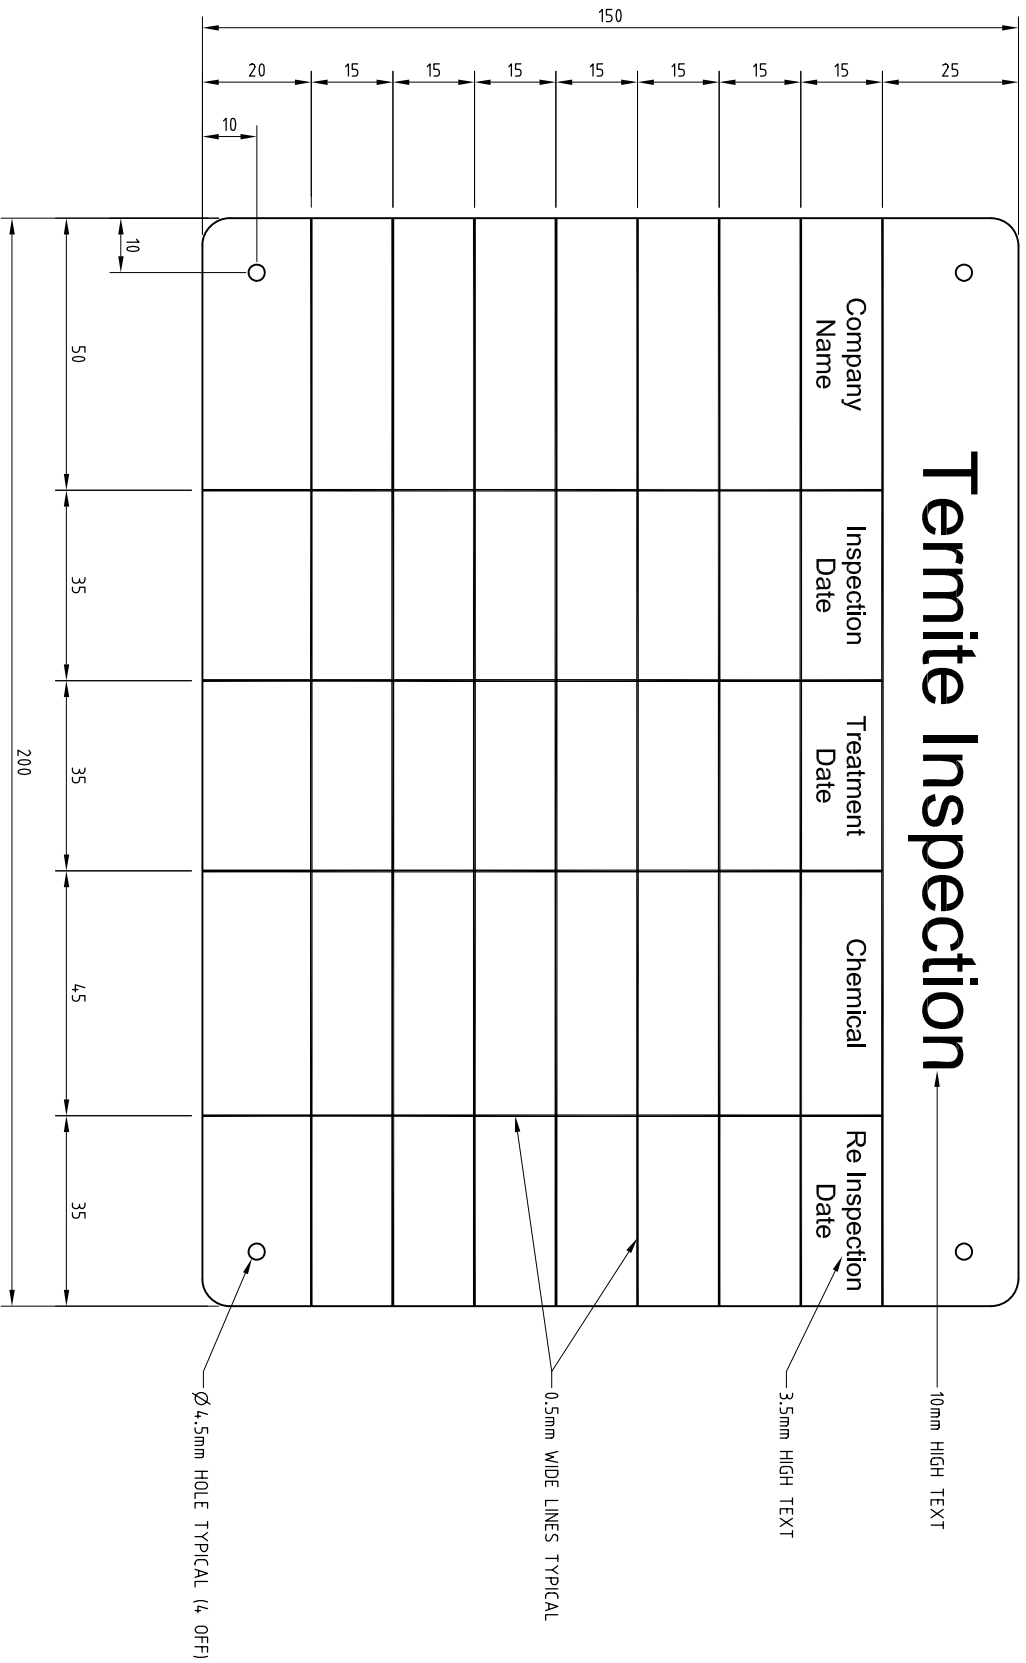 Termite Inspection
Company
Name
Inspection
Date
Treatment
Date
Chemical
Re Inspection
Date
10mm HIGH TEXT
3.5mm HIGH TEXT
0.5mm WIDE LINES TYPICAL
Ø4.5mm HOLE TYPICAL (4 OFF)
150
25
15
15
15
15
15
15
15
20
10
10
50
35
35
45
35
200